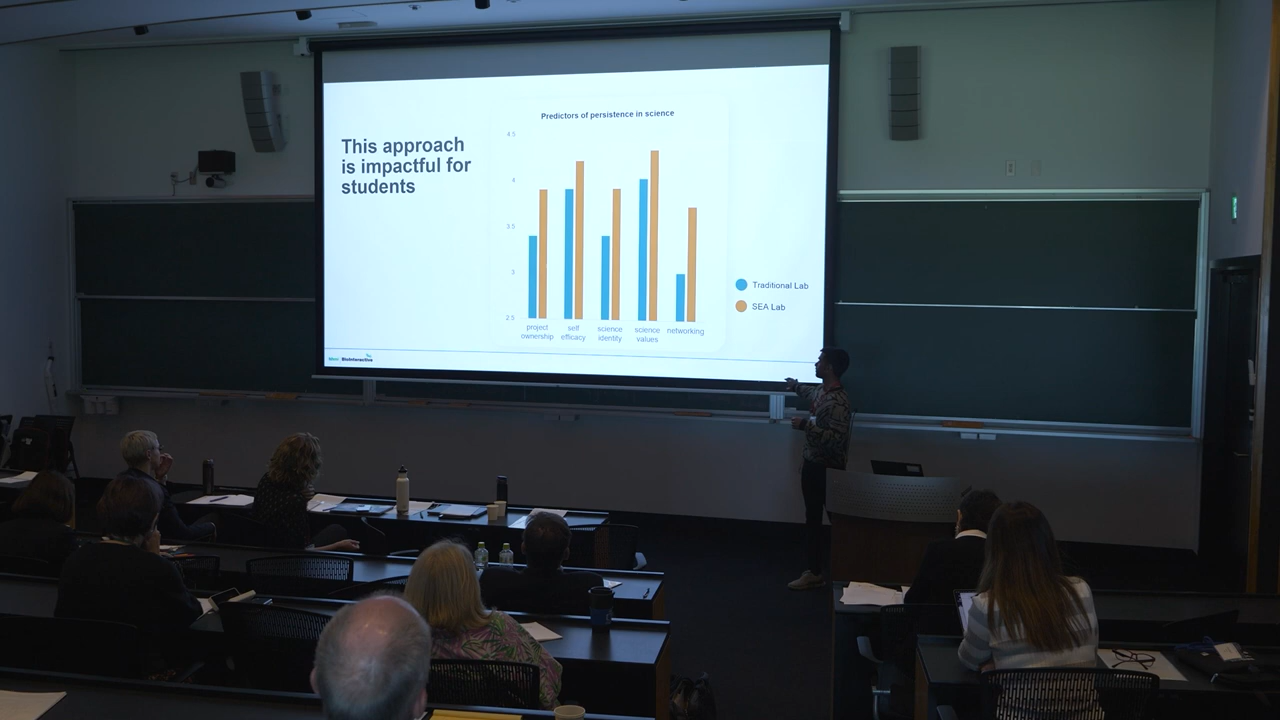 This approach
is impactful for
students
Predictors of persistence in science
4.5
4
3.5
3
2.5
project
ownership
self
efficacy
science
identity
science
values
networking
Traditional Lab
SEA Lab
BioInteractive